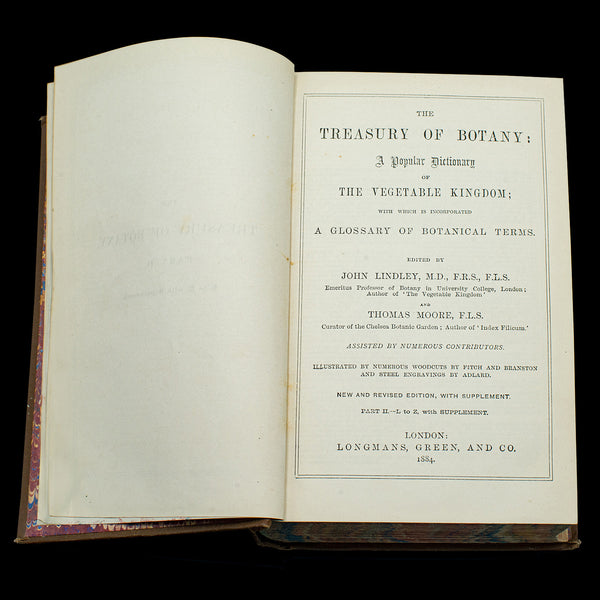 THE
TREASURY OF BOTANY:
A Popular Dictionary
OF
THE VEGETABLE KINGDOM;
WITH WHICH IS INCORPORATED
A GLOSSARY OF BOTANICAL TERMS.
EDITED BY
JOHN LINDLEY, M.D., F.R.S., F.L.S.
Emeritus Professor of Botany in University College, London;
Author of 'The Vegetable Kingdom'
AND
THOMAS MOORE, F.L.S.
Curator of the Chelsea Botanic Garden; Author of 'Index Filicum.'
ASSISTED BY NUMEROUS CONTRIBUTORS.
ILLUSTRATED BY NUMEROUS WOODCUTS BY FITCH AND BRANSTON
AND STEEL ENGRAVINGS BY ADLARD.
NEW AND REVISED EDITION, WITH SUPPLEMENT.
PART II.—L to Z, with SUPPLEMENT.
LONDON:
LONGMANS, GREEN, AND CO.
1884.